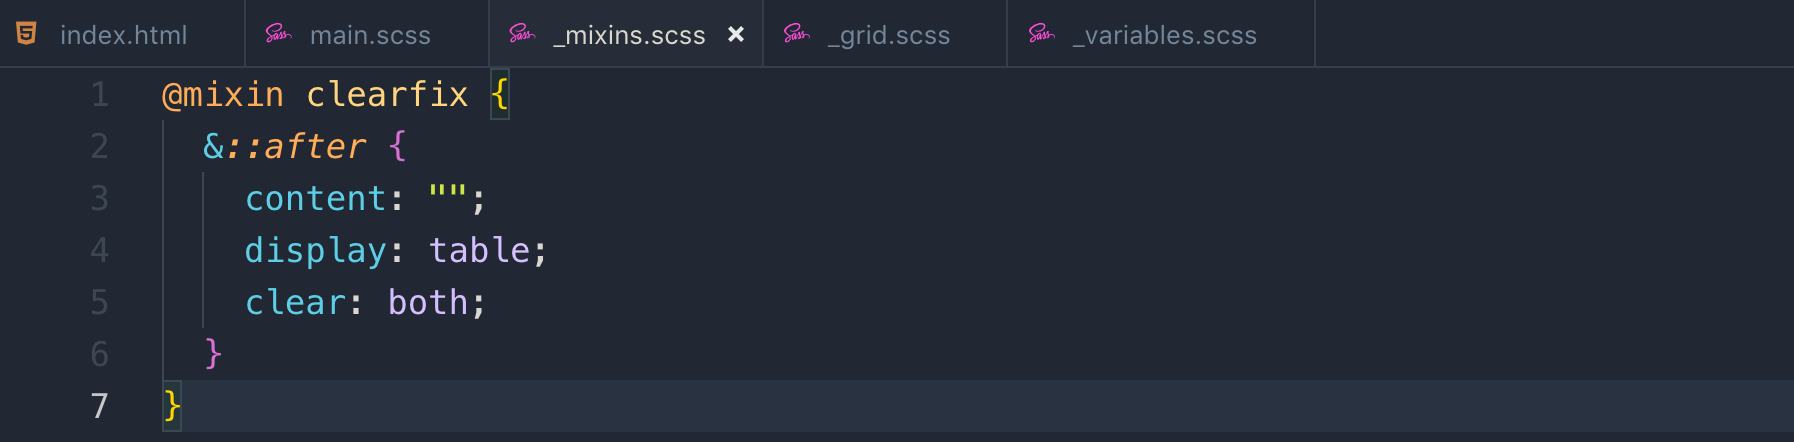 index.html main.scss _mixins.scss × _grid.scss _variables.scss
1 @mixin clearfix {
2 &::after {
3 content: "";
4 display: table;
5 clear: both;
6 }
7 }